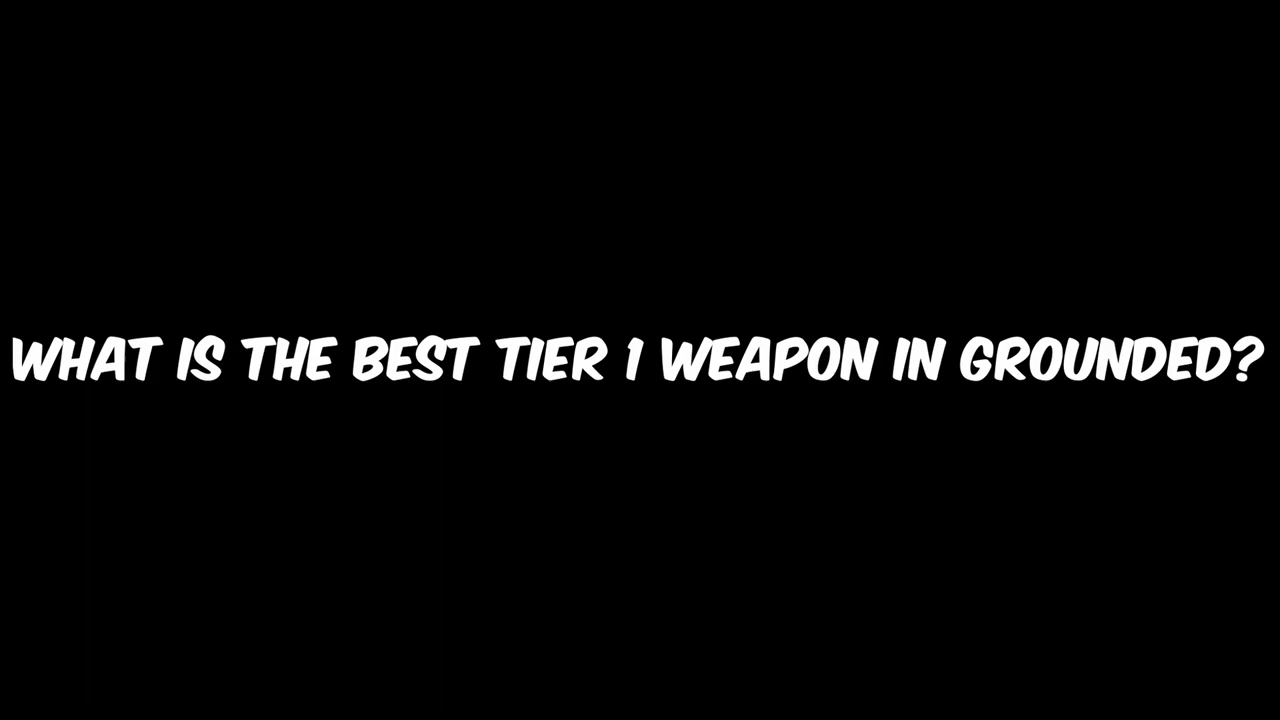 WHAT IS THE BEST TIER 1 WEAPON IN GROUNDED?